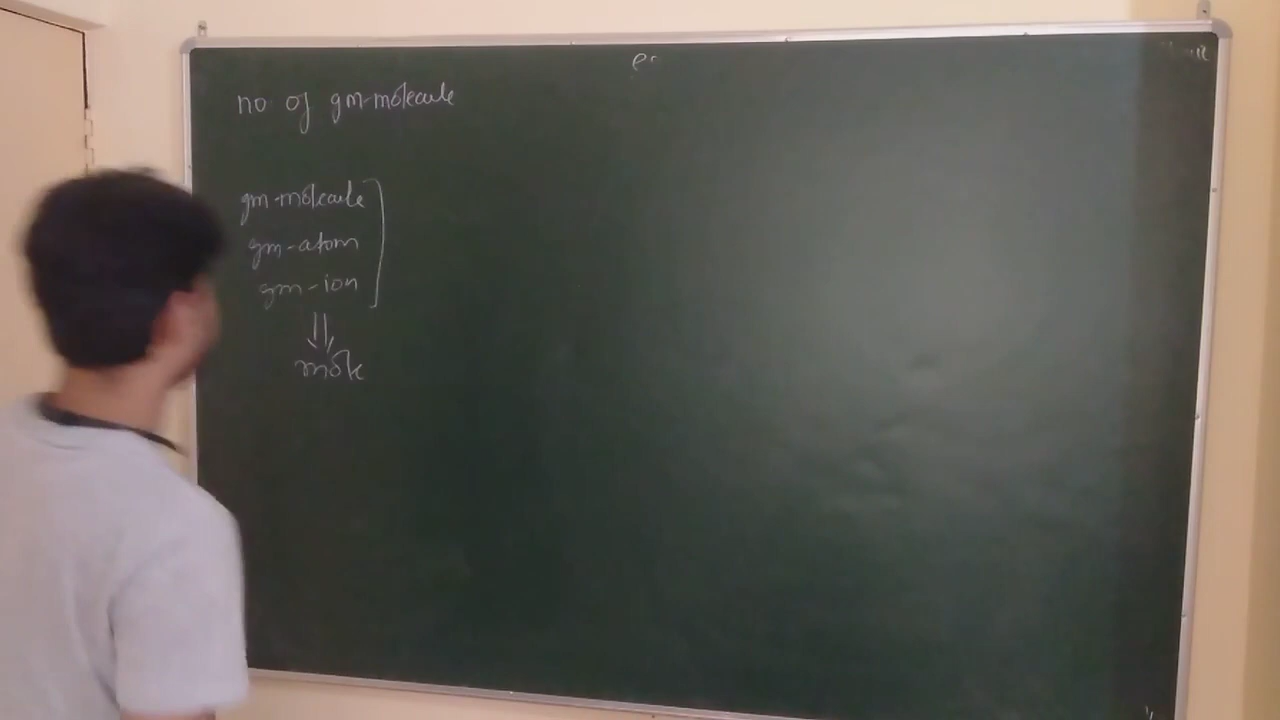 no of gm-molecule
gm-molecule
gm-atom
gm-ion
mole